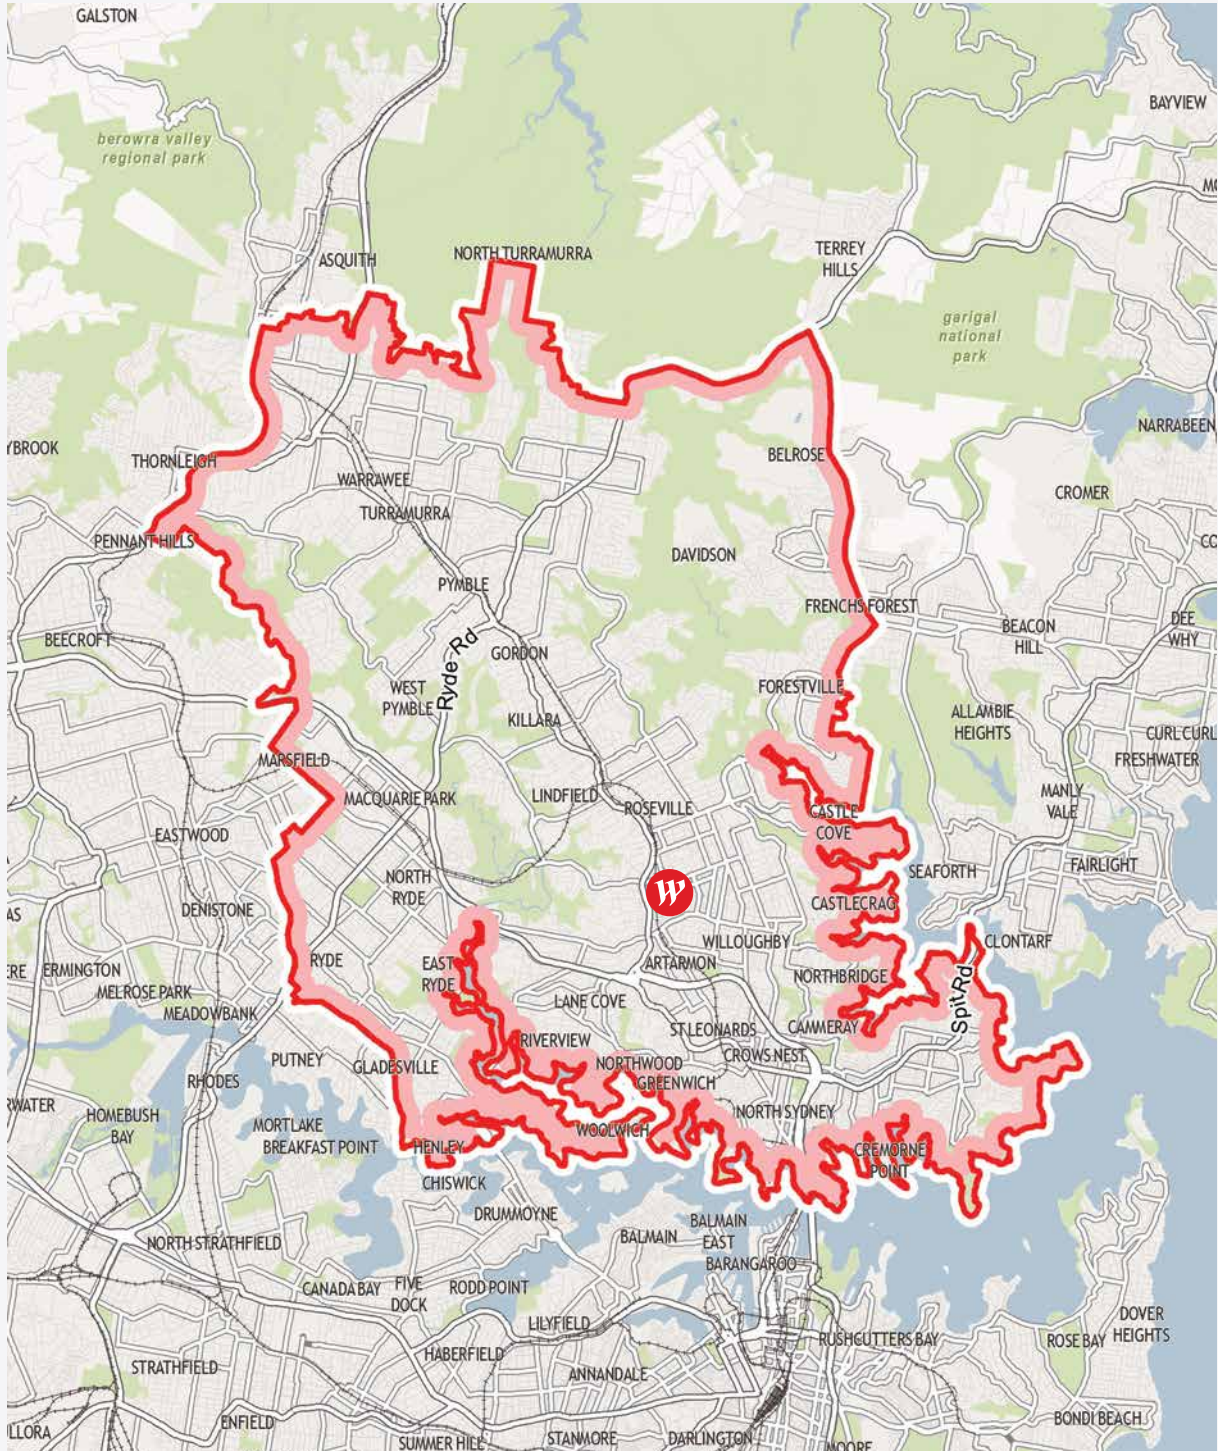 GALSTON
BAYVIEW
berowra valley
regional park
MO
ASQUITH
NORTH TURRAMURRA
TERREY
HILLS
garigal
national
park
NARRABEEN
YBROOK
THORNLEIGH
BELROSE
WARRAWEE
CROMER
TURRAMURRA
PENNANT HILLS
CO
DAVIDSON
PYMBLE
FRENCHS FOREST
BEECROFT
BEACON
HILL
DEE
WHY
Ryde Rd
GORDON
WEST
PYMBLE
FORESTVILLE
KILLARA
ALLAMBIE
HEIGHTS
CURL CURL
MARSFIELD
FRESHWATER
MACQUARIE PARK
LINDFIELD
ROSEVILLE
MANLY
VALE
CASTLE
COVE
EASTWOOD
FAIRLIGHT
SEAFORTH
NORTH
RYDE
W
CASTLECRAG
DENISTONE
AS
WILLOUGHBY
CLONTARF
RYDE
EAST
RYDE
ARTARMON
ERE
ERMINGTON
NORTHBRIDGE
MELROSE PARK
LANE COVE
Spit Rd
MEADOWBANK
ST LEONARDS
CAMMERAY
RIVERVIEW
PUTNEY
GLADESVILLE
NORTHWOOD
CROWS NEST
RHODES
GREENWICH
RWATER
HOMEBUSH
BAY
NORTH SYDNEY
MORTLAKE
BREAKFAST POINT
WOOLWICH
HENLEY
CREMORNE
POINT
CHISWICK
DRUMMOYNE
BALMAIN
BALMAIN
EAST
NORTH STRATHFIELD
BARANGAROO
CANADA BAY
FIVE
DOCK
RODD POINT
LILYFIELD
RUSHCUTTERS BAY
ROSE BAY
DOVER
HEIGHTS
HABERFIELD
STRATHFIELD
ANNANDALE
ENFIELD
BONDI BEACH
LLORA
SUMMER HILL
STANMORE
DARLINGTON
MOORE